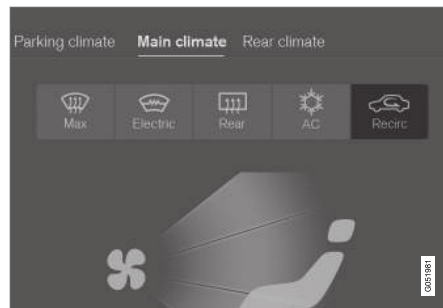 Parking climate Main climate Rear climate
Max Electric Rear AC Recirc
G051981